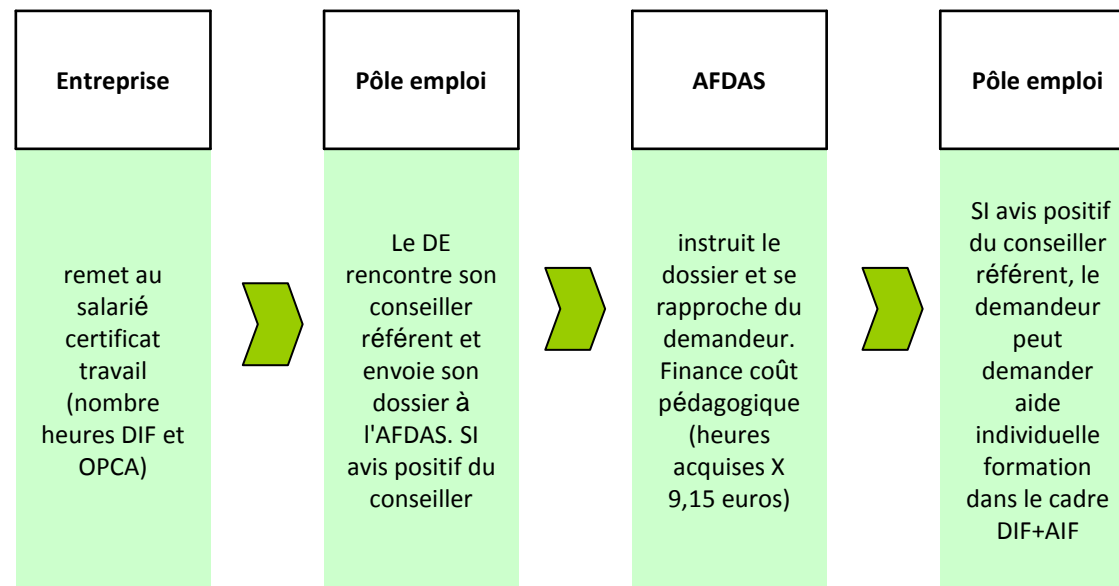 Entreprise
remet au
salarié
certificat
travail
(nombre
heures DIF et
OPCA)
Pôle emploi
Le DE
rencontre son
conseiller
référent et
envoie son
dossier à
l'AFDAS. SI
avis positif du
conseiller
AFDAS
instruit le
dossier et se
rapproche du
demandeur.
Finance coût
pédagogique
(heures
acquises X
9,15 euros)
Pôle emploi
SI avis positif
du conseiller
référent, le
demandeur
peut
demander
aide
individuelle
formation
dans le cadre
DIF+AIF